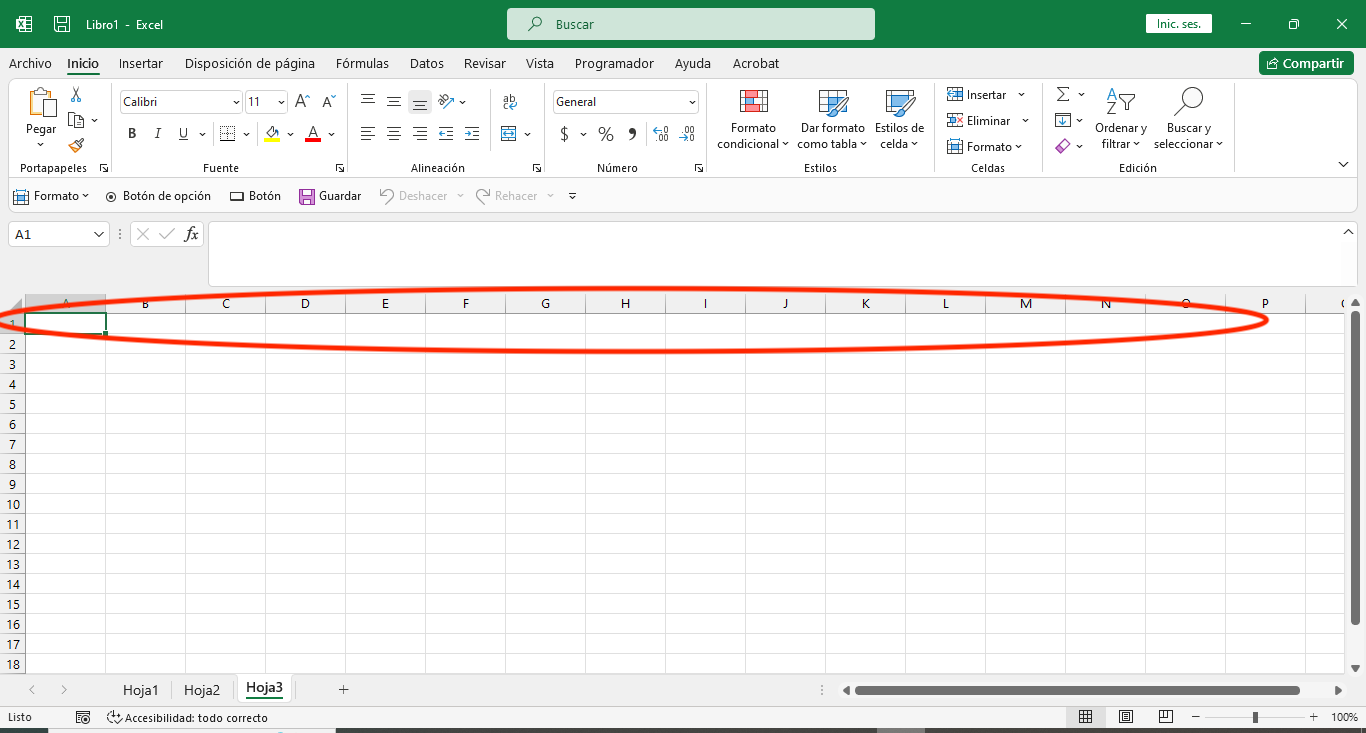 Libro1 - Excel
Buscar
Inic. ses.
Archivo Inicio Insertar Disposición de página Fórmulas Datos Revisar Vista Programador Ayuda Acrobat
Compartir
Pegar
Portapapeles
Calibri 11
N K S
Fuente
ab
Alineación
General
$ % ,00
Número
Formato condicional
Dar formato como tabla
Estilos de celda
Estilos
Insertar
Eliminar
Formato
Celdas
Ordenar y filtrar
Buscar y seleccionar
Edición
Formato Botón de opción Botón Guardar Deshacer Rehacer
A1
fx
A B C D E F G H I J K L M N O P
1
2
3
4
5
6
7
8
9
10
11
12
13
14
15
16
17
18
Hoja1 Hoja2 Hoja3
Listo Accesibilidad: todo correcto 100%